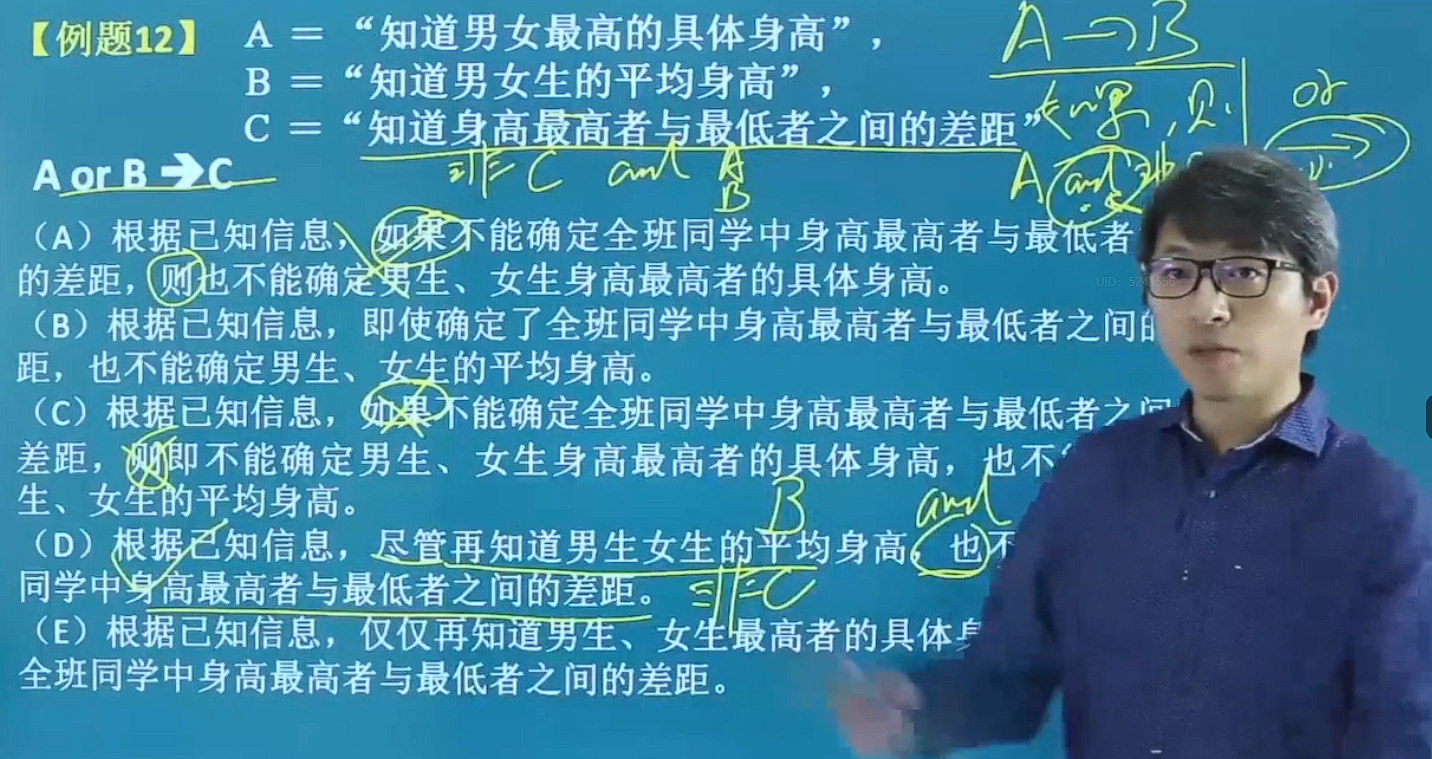 【例题12】 A = “知道男女最高的具体身高”，
B = “知道男女生的平均身高”，
C = “知道身高最高者与最低者之间的差距”
A or B ➔C
A → B
如果，则
or
非C and A
B
A and
（A）根据已知信息，如果不能确定全班同学中身高最高者与最低者
的差距，则也不能确定男生、女生身高最高者的具体身高。
UID: 5245556
（B）根据已知信息，即使确定了全班同学中身高最高者与最低者之间的
距，也不能确定男生、女生的平均身高。
（C）根据已知信息，如果不能确定全班同学中身高最高者与最低者之间
差距，则即不能确定男生、女生身高最高者的具体身高，也不
生、女生的平均身高。
B and
（D）根据已知信息，尽管再知道男生女生的平均身高，也不
同学中身高最高者与最低者之间的差距。 非C
（E）根据已知信息，仅仅再知道男生、女生最高者的具体身
全班同学中身高最高者与最低者之间的差距。